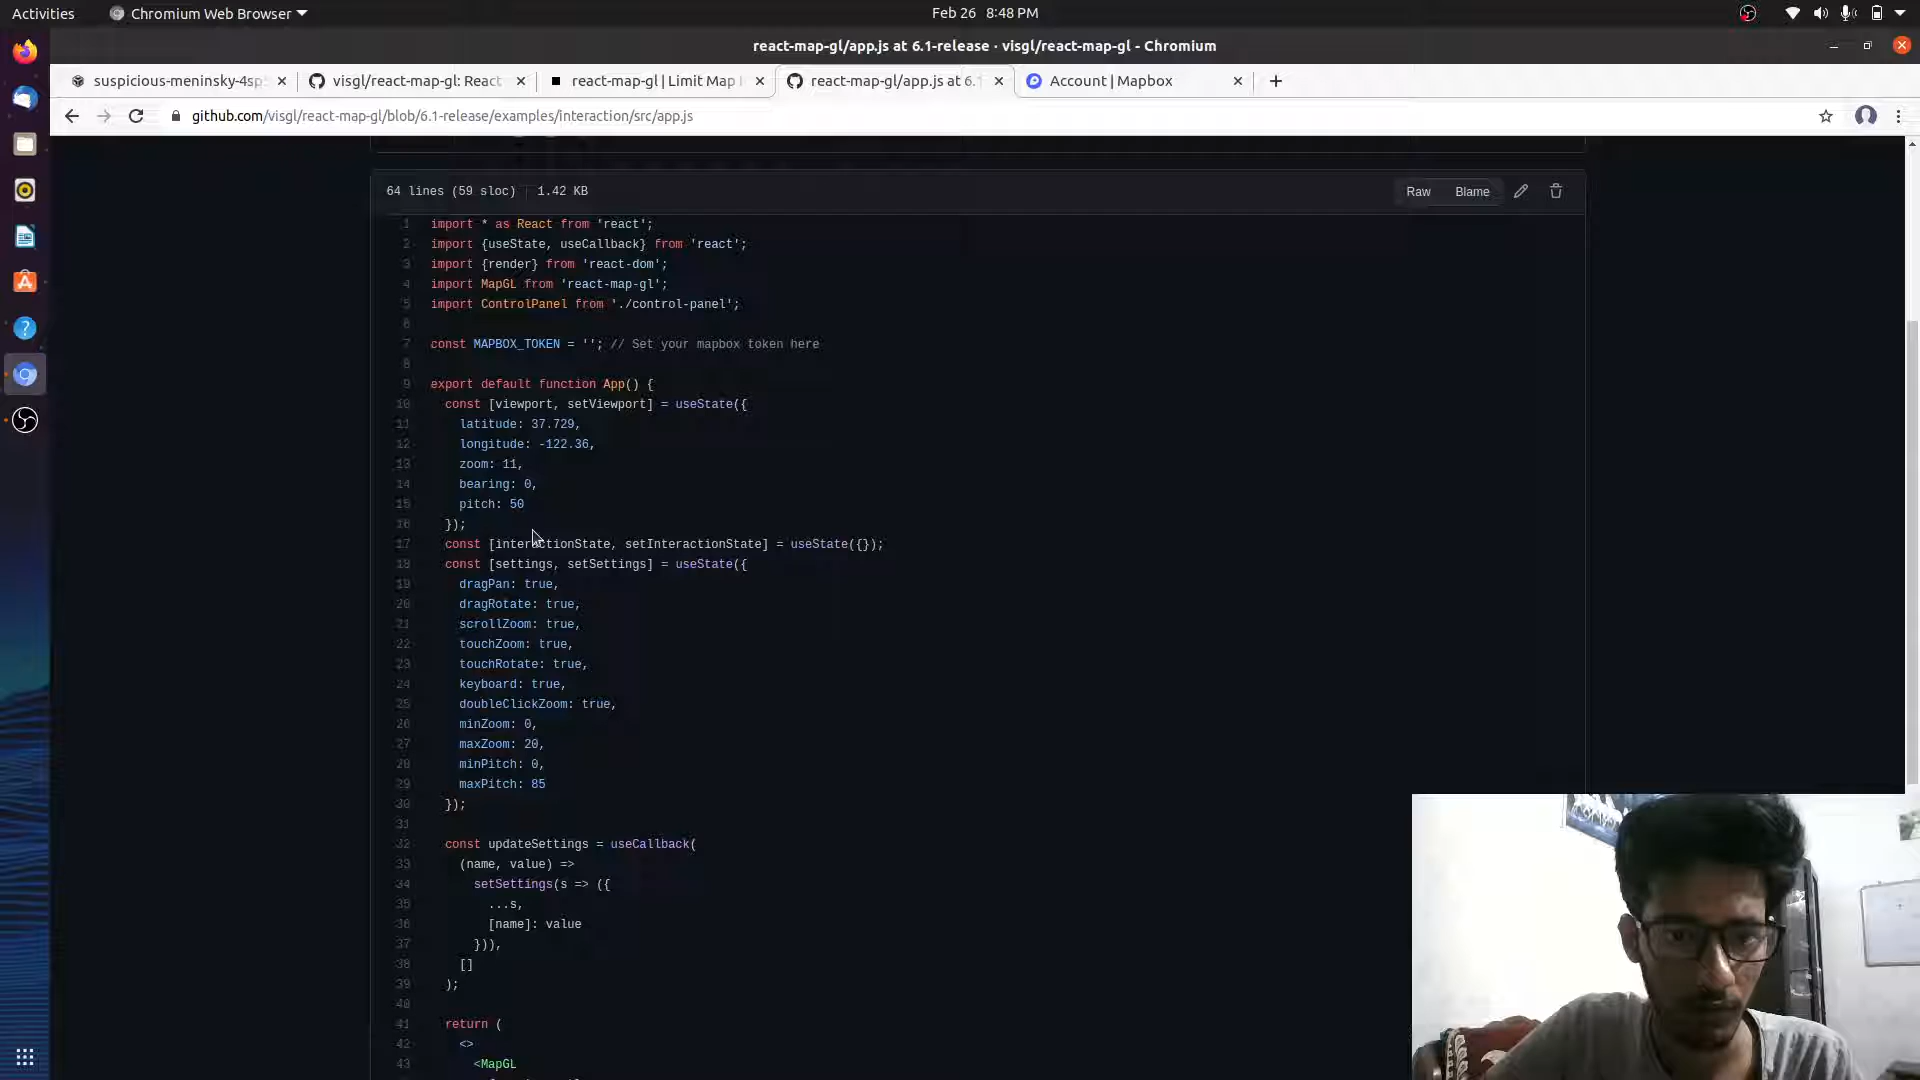 Activities
Chromium Web Browser
Feb 26 8:48 PM
react-map-gl/app.js at 6.1-release · visgl/react-map-gl - Chromium
suspicious-meninsky-4sp
visgl/react-map-gl: React
react-map-gl | Limit Map
react-map-gl/app.js at 6.1
Account | Mapbox
github.com/visgl/react-map-gl/blob/6.1-release/examples/interaction/src/app.js
64 lines (59 sloc) 1.42 KB
Raw
Blame
1 import * as React from 'react';
2 import {useState, useCallback} from 'react';
3 import {render} from 'react-dom';
4 import MapGL from 'react-map-gl';
5 import ControlPanel from './control-panel';
6
7 const MAPBOX_TOKEN = ''; // Set your mapbox token here
8
9 export default function App() {
10 const [viewport, setViewport] = useState({
11 latitude: 37.729,
12 longitude: -122.36,
13 zoom: 11,
14 bearing: 0,
15 pitch: 50
16 });
17 const [interactionState, setInteractionState] = useState({});
18 const [settings, setSettings] = useState({
19 dragPan: true,
20 dragRotate: true,
21 scrollZoom: true,
22 touchZoom: true,
23 touchRotate: true,
24 keyboard: true,
25 doubleClickZoom: true,
26 minZoom: 0,
27 maxZoom: 20,
28 minPitch: 0,
29 maxPitch: 85
30 });
31
32 const updateSettings = useCallback(
33 (name, value) =>
34 setSettings(s => ({
35 ...s,
36 [name]: value
37 })),
38 []
39 );
40
41 return (
42 <>
43 <MapGL